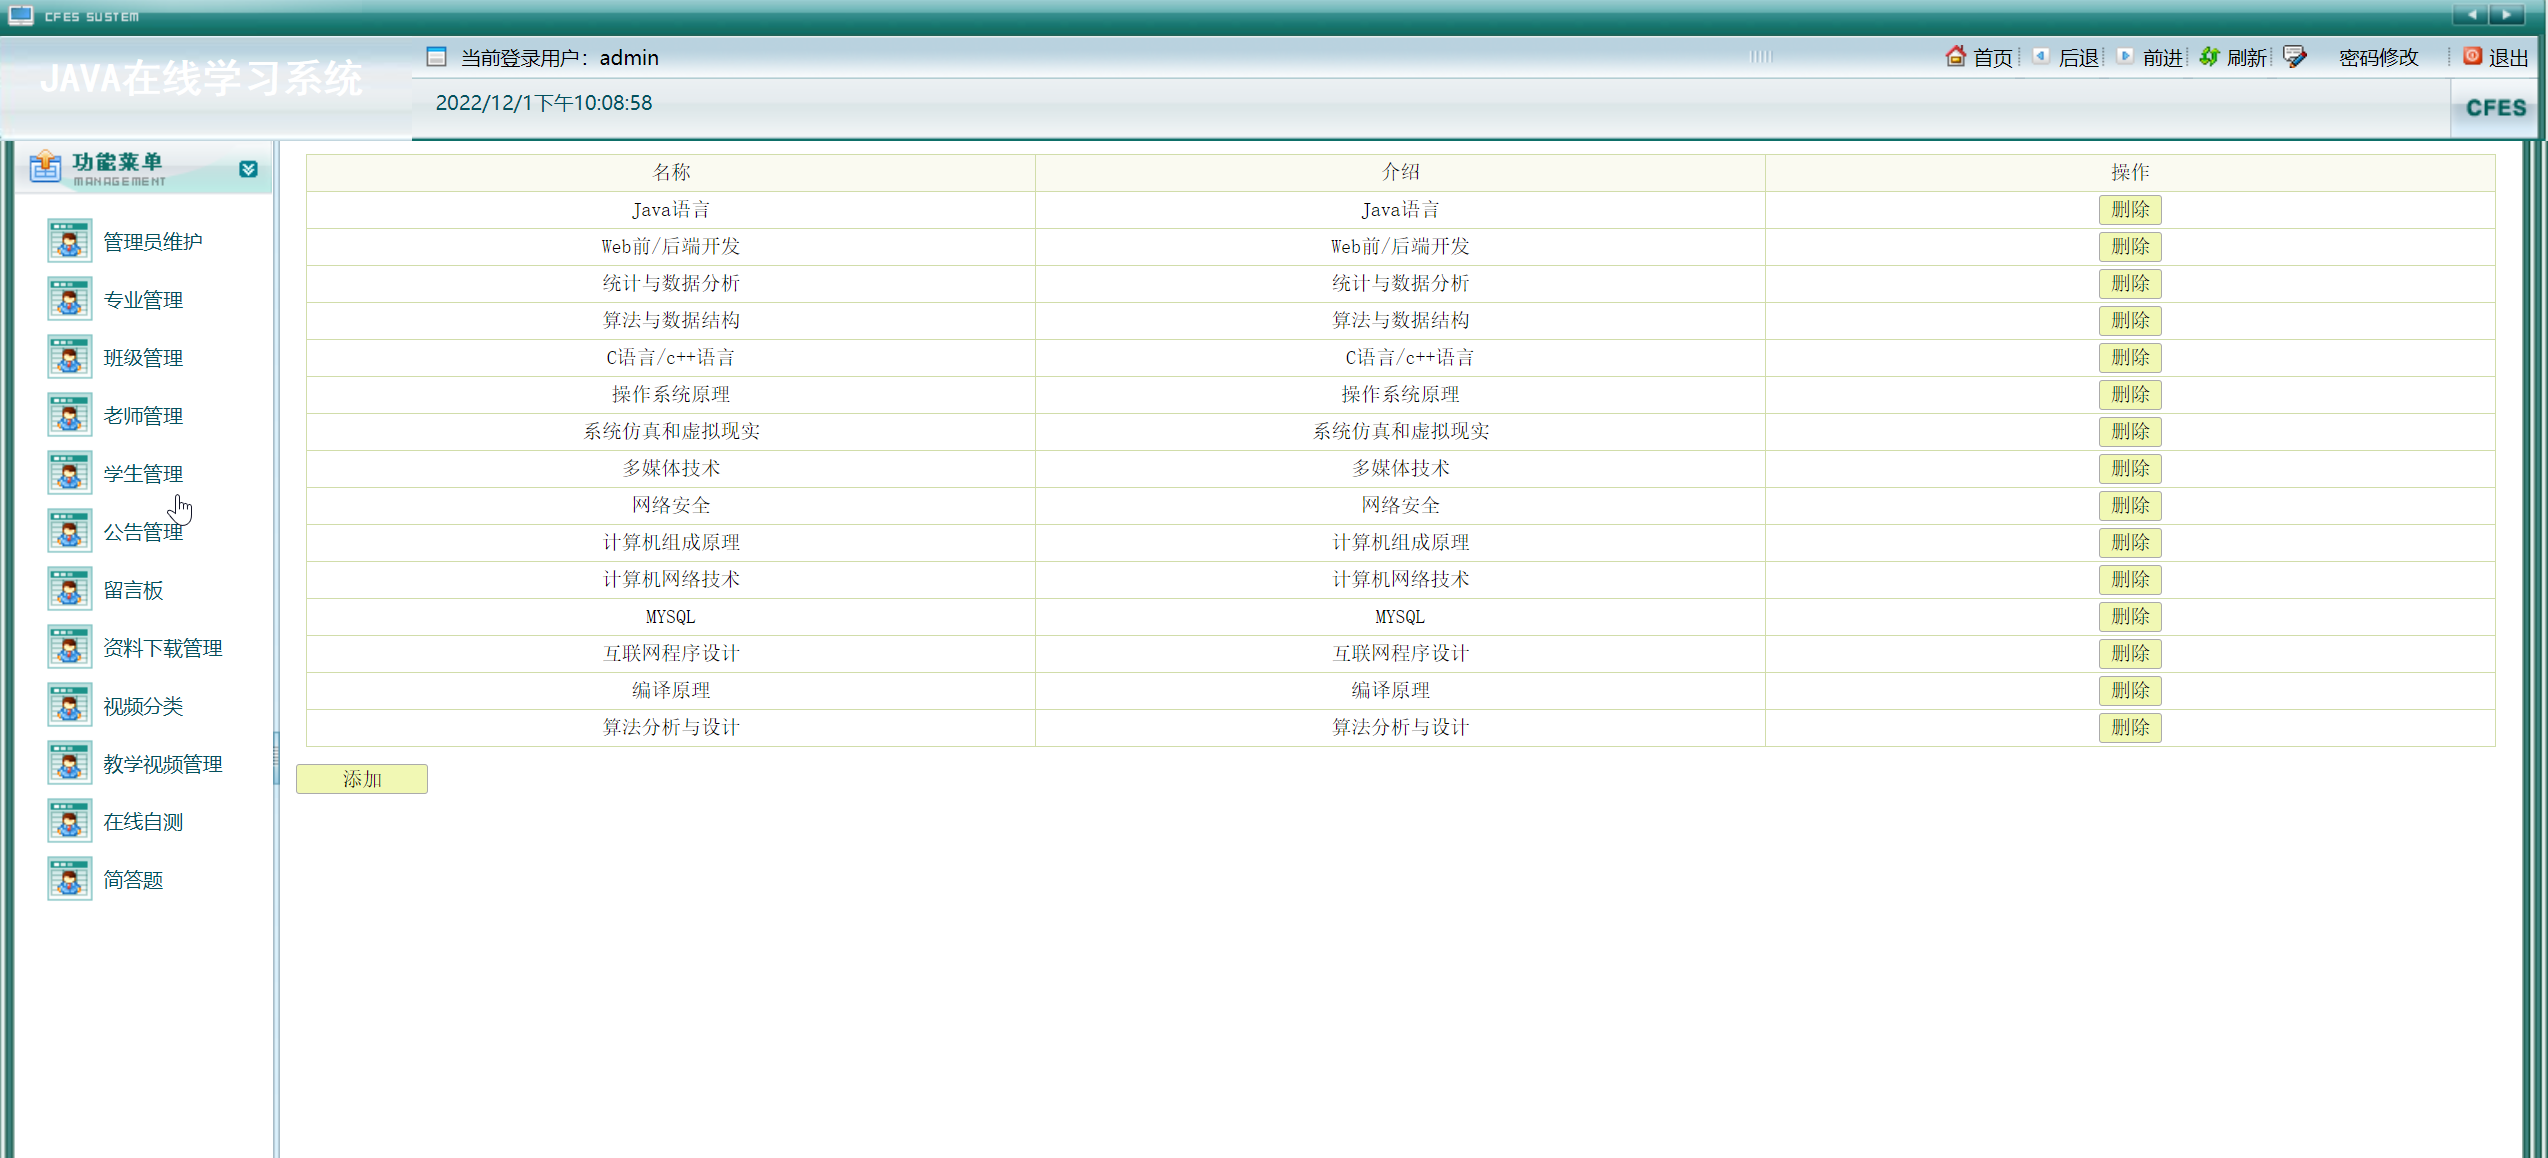 CFES SUSTEM
JAVA在线学习系统
当前登录用户：admin
首页 后退 前进 刷新 密码修改 退出
2022/12/1下午10:08:58
CFES
功能菜单
MANAGEMENT
管理员维护
专业管理
班级管理
老师管理
学生管理
公告管理
留言板
资料下载管理
视频分类
教学视频管理
在线自测
简答题
名称 介绍 操作
Java语言 Java语言 删除
Web前/后端开发 Web前/后端开发 删除
统计与数据分析 统计与数据分析 删除
算法与数据结构 算法与数据结构 删除
C语言/c++语言 C语言/c++语言 删除
操作系统原理 操作系统原理 删除
系统仿真和虚拟现实 系统仿真和虚拟现实 删除
多媒体技术 多媒体技术 删除
网络安全 网络安全 删除
计算机组成原理 计算机组成原理 删除
计算机网络技术 计算机网络技术 删除
MYSQL MYSQL 删除
互联网程序设计 互联网程序设计 删除
编译原理 编译原理 删除
算法分析与设计 算法分析与设计 删除
添加